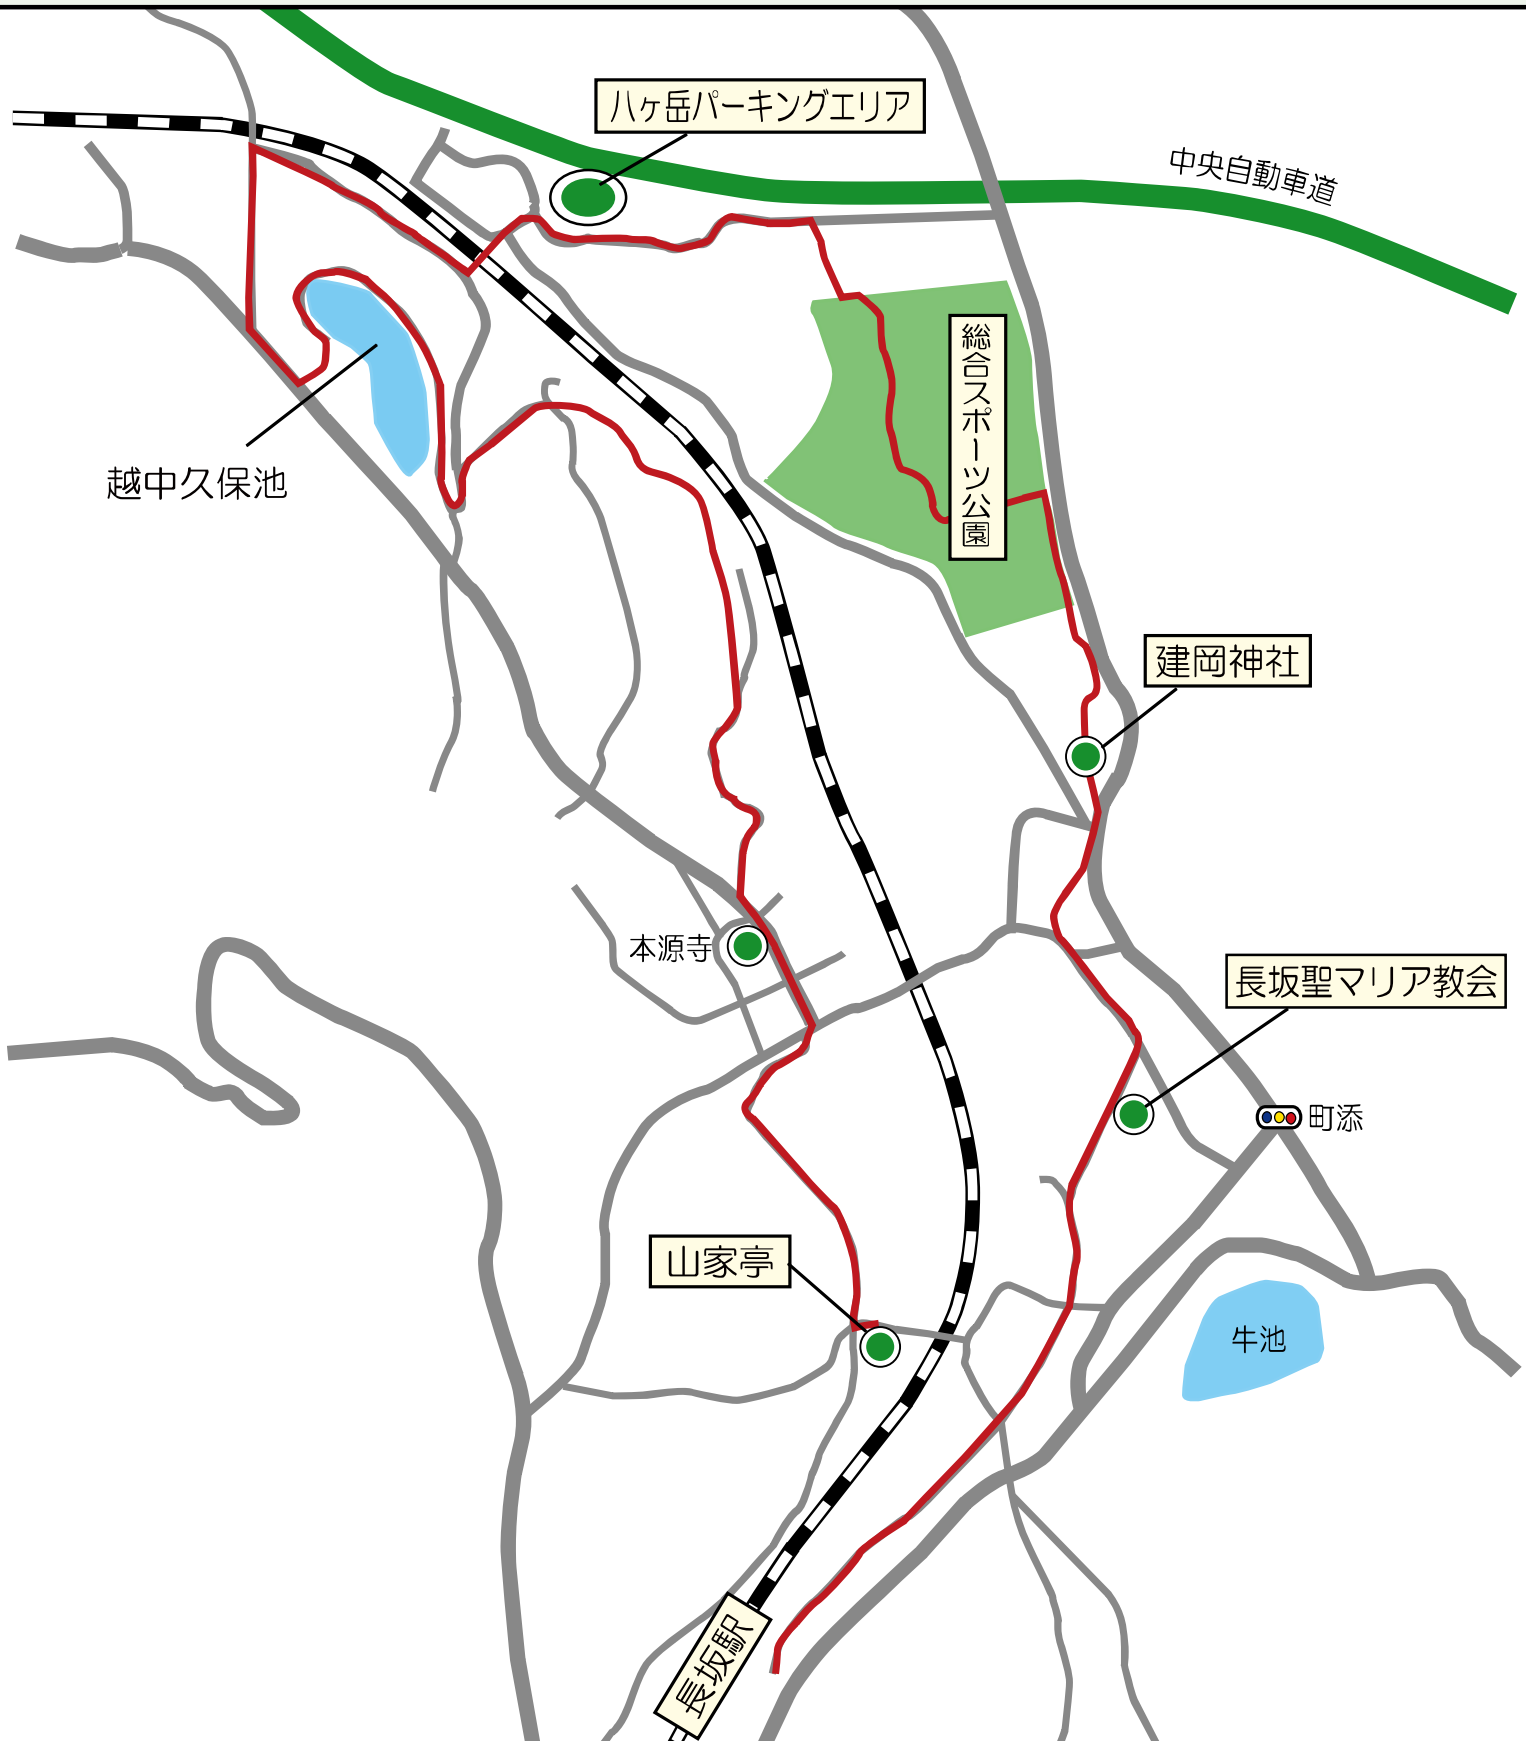 八ヶ岳パーキングエリア
中央自動車道
総合スポーツ公園
越中久保池
建岡神社
本源寺
長坂聖マリア教会
町添
山家亭
牛池
長坂駅